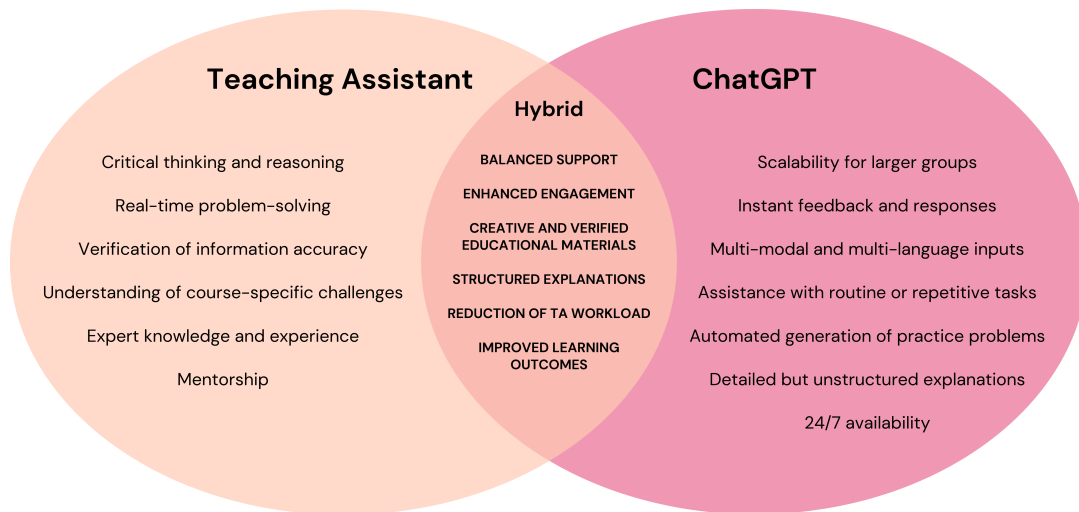 Teaching Assistant
Critical thinking and reasoning
Real-time problem-solving
Verification of information accuracy
Understanding of course-specific challenges
Expert knowledge and experience
Mentorship
Hybrid
BALANCED SUPPORT
ENHANCED ENGAGEMENT
CREATIVE AND VERIFIED
EDUCATIONAL MATERIALS
STRUCTURED EXPLANATIONS
REDUCTION OF TA WORKLOAD
IMPROVED LEARNING
OUTCOMES
ChatGPT
Scalability for larger groups
Instant feedback and responses
Multi-modal and multi-language inputs
Assistance with routine or repetitive tasks
Automated generation of practice problems
Detailed but unstructured explanations
24/7 availability